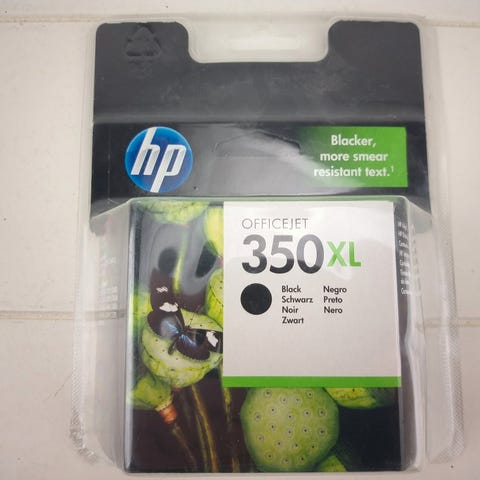 hp
Blacker,
more smear
resistant text.¹
OFFICEJET
350XL
Black Negro
Schwarz Preto
Noir Nero
Zwart